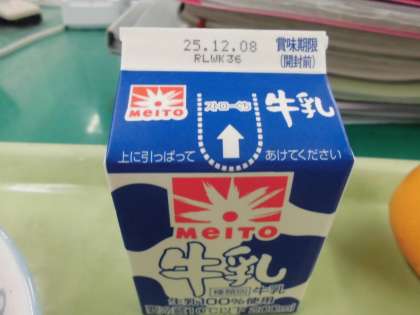 25.12.08 賞味期限
RLWK36 (開封前)
MEITO ストロー口 牛乳
上に引っぱって あけてください
MEITO
牛乳
種類別 牛乳
生乳100%使用